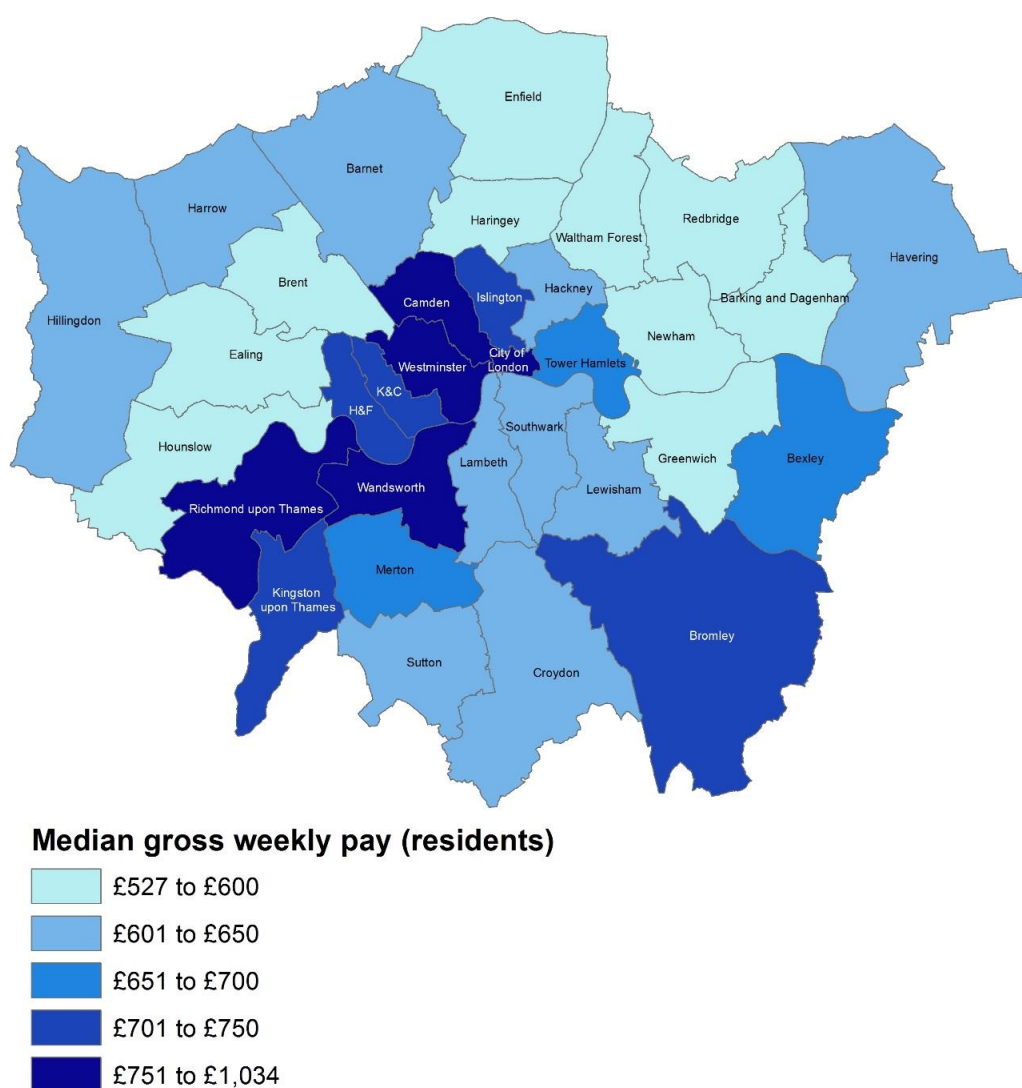 Enfield
Barnet
Harrow
Haringey
Waltham Forest
Redbridge
Havering
Brent
Hackney
Islington
Camden
Barking and Dagenham
Hillingdon
Newham
Ealing
City of
London
Tower Hamlets
Westminster
K&C
H&F
Southwark
Hounslow
Lambeth
Greenwich
Bexley
Wandsworth
Lewisham
Richmond upon Thames
Merton
Kingston
upon Thames
Bromley
Sutton
Croydon
Median gross weekly pay (residents)
£527 to £600
£601 to £650
£651 to £700
£701 to £750
£751 to £1,034